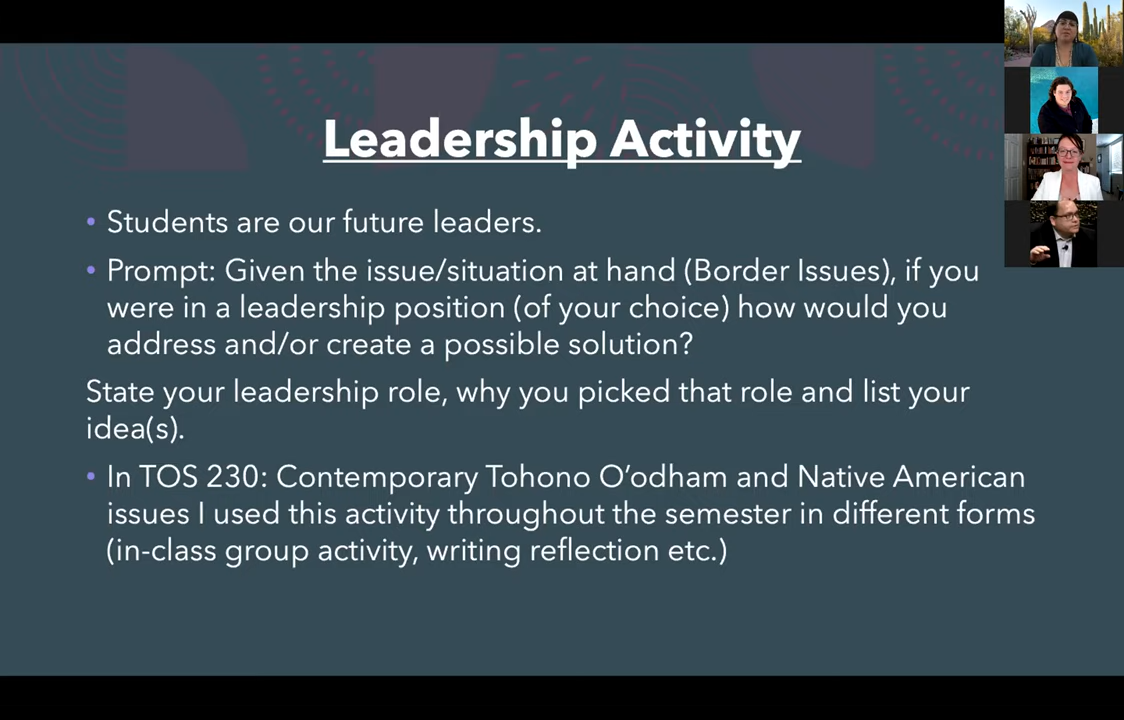 Leadership Activity
• Students are our future leaders.
• Prompt: Given the issue/situation at hand (Border Issues), if you
were in a leadership position (of your choice) how would you
address and/or create a possible solution?
State your leadership role, why you picked that role and list your
idea(s).
• In TOS 230: Contemporary Tohono O’odham and Native American
issues I used this activity throughout the semester in different forms
(in-class group activity, writing reflection etc.)